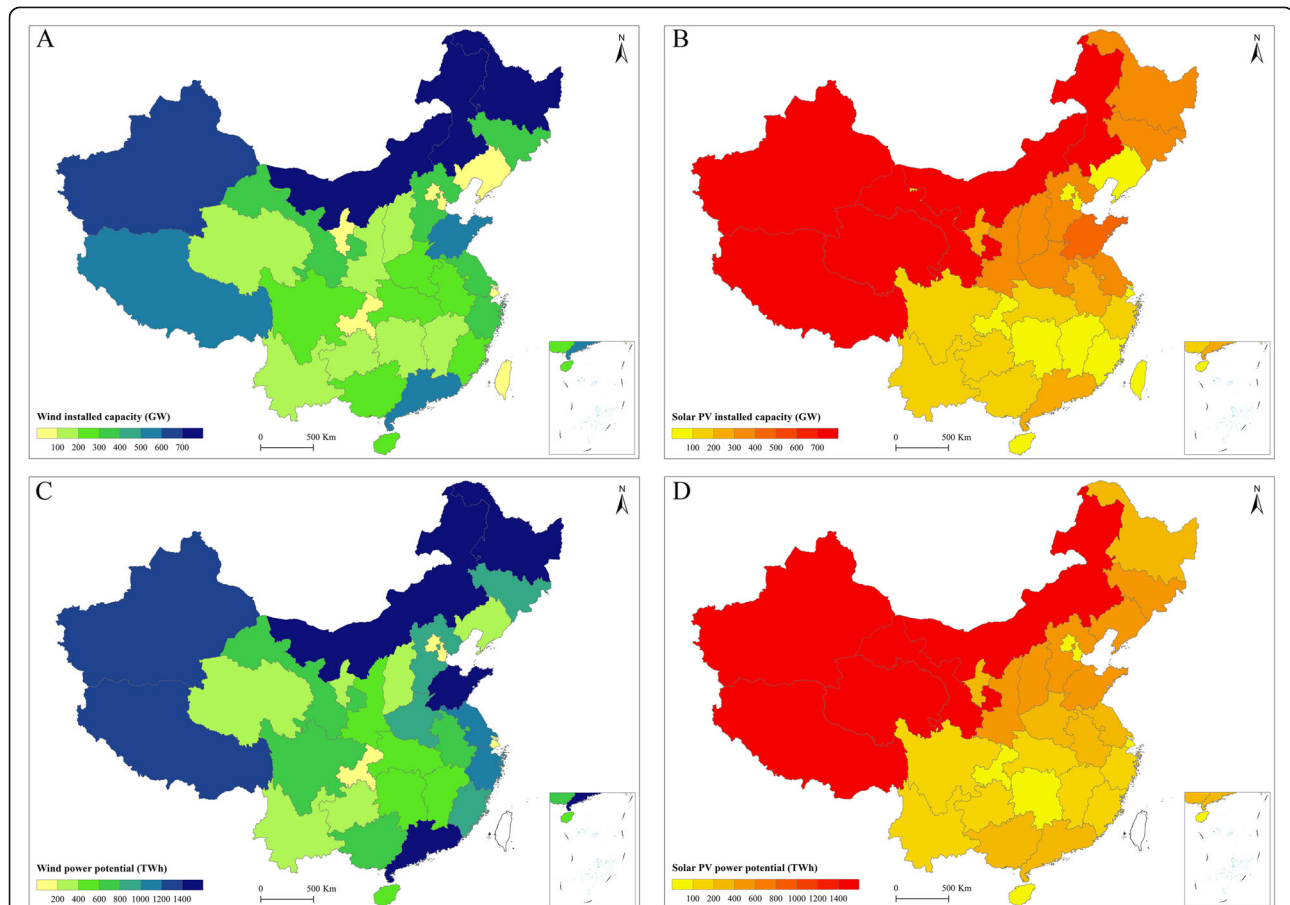 A
N
B
N
Wind installed capacity (GW)
100 200 300 400 500 600 700
0 500 Km
Solar PV installed capacity (GW)
100 200 300 400 500 600 700
0 500 Km
C
N
D
N
Wind power potential (TWh)
200 400 600 800 1000 1200 1400
0 500 Km
Solar PV power potential (TWh)
100 200 400 600 800 1000 1200 1400
0 500 Km